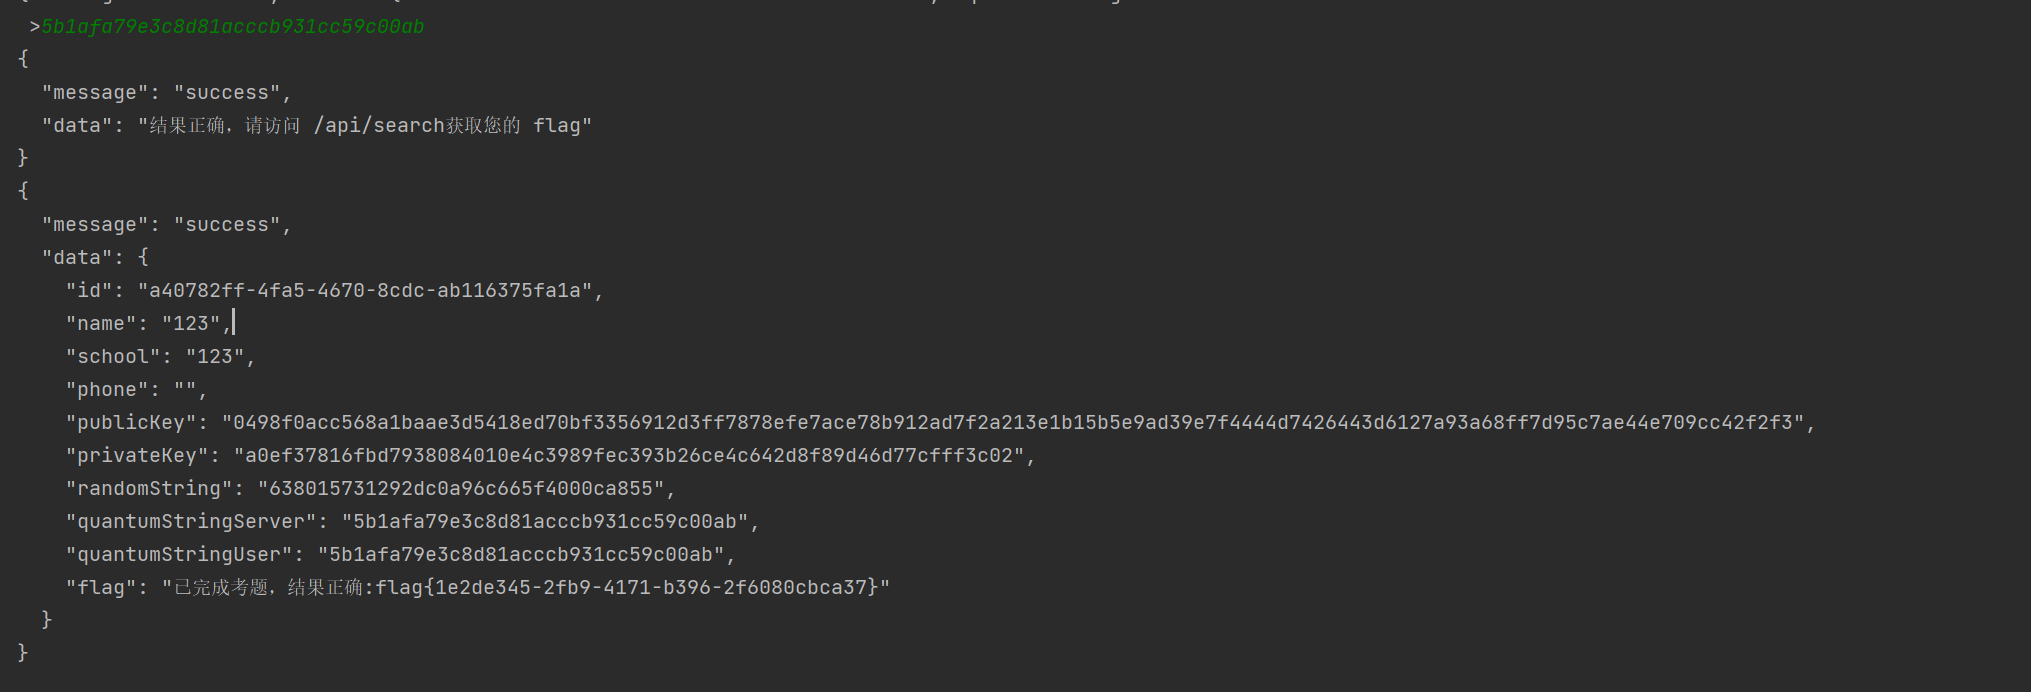 >5b1afa79e3c8d81acccb931cc59c00ab
{
"message": "success",
"data": "结果正确，请访问 /api/search获取您的 flag"
}
{
"message": "success",
"data": {
"id": "a40782ff-4fa5-4670-8cdc-ab116375fa1a",
"name": "123",
"school": "123",
"phone": "",
"publicKey": "0498f0acc568a1baae3d5418ed70bf3356912d3ff7878efe7ace78b912ad7f2a213e1b15b5e9ad39e7f4444d7426443d6127a93a68ff7d95c7ae44e709cc42f2f3",
"privateKey": "a0ef37816fbd7938084010e4c3989fec393b26ce4c642d8f89d46d77cfff3c02",
"randomString": "638015731292dc0a96c665f4000ca855",
"quantumStringServer": "5b1afa79e3c8d81acccb931cc59c00ab",
"quantumStringUser": "5b1afa79e3c8d81acccb931cc59c00ab",
"flag": "已完成考题，结果正确:flag{1e2de345-2fb9-4171-b396-2f6080cbca37}"
}
}